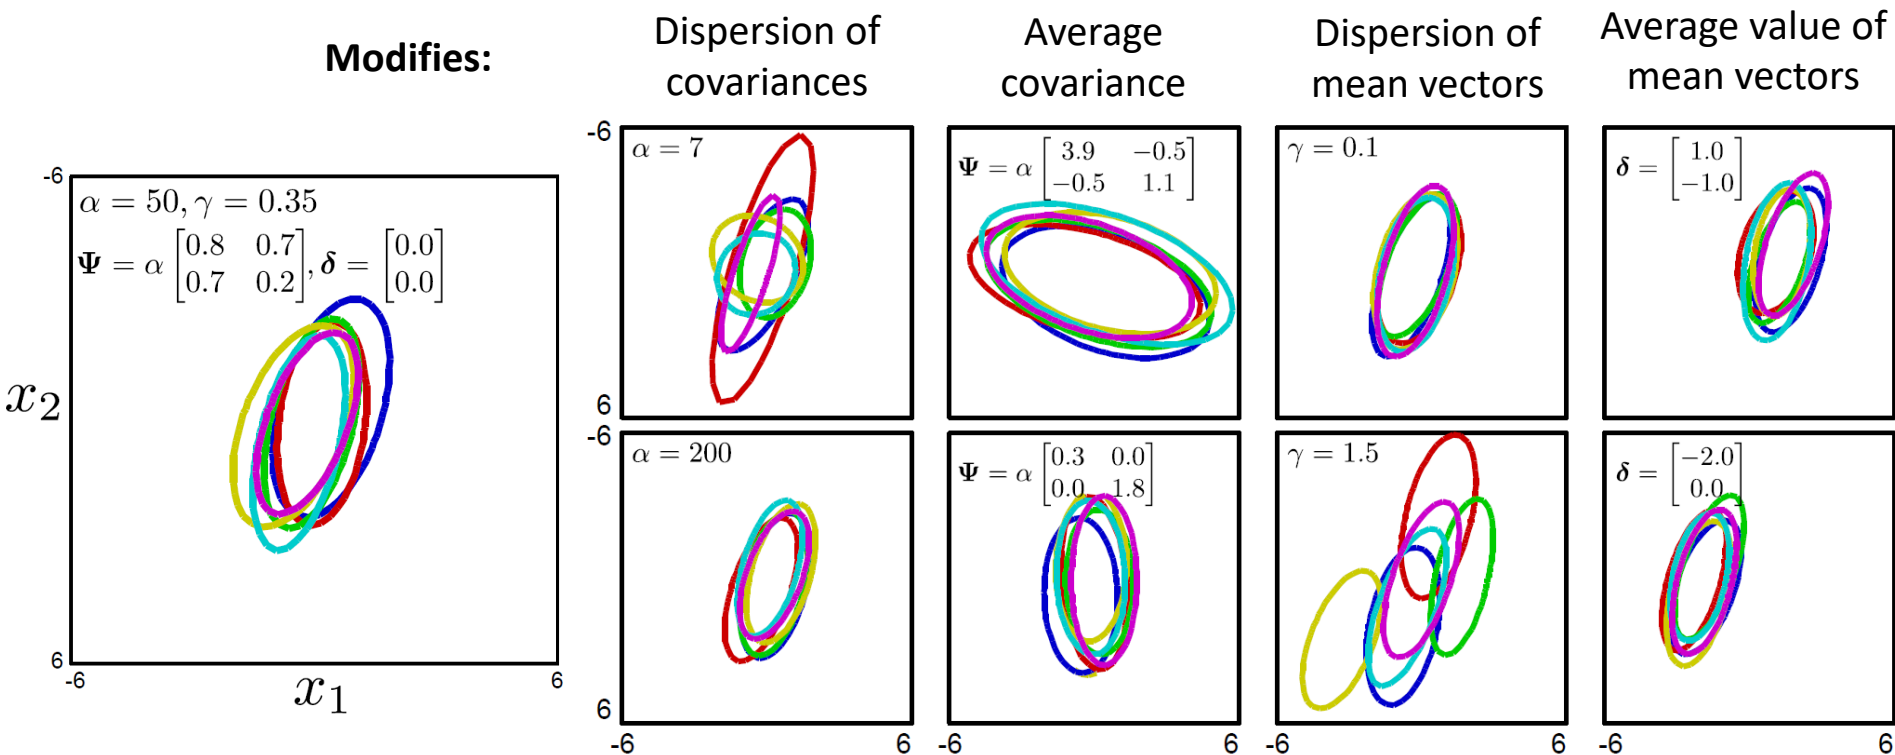 Modifies:
Dispersion of
covariances
Average
covariance
Dispersion of
mean vectors
Average value of
mean vectors
-6
α = 50, γ = 0.35
Ψ = α [0.8 0.7
0.7 0.2], δ = [0.0
0.0]
x₂
6
-6
x₁
6
-6
α = 7
6
Ψ = α [3.9 −0.5
−0.5 1.1]
γ = 0.1
δ = [1.0
−1.0]
-6
α = 200
6
-6
6
Ψ = α [0.3 0.0
0.0 1.8]
-6
6
γ = 1.5
-6
6
δ = [−2.0
0.0]
-6
6